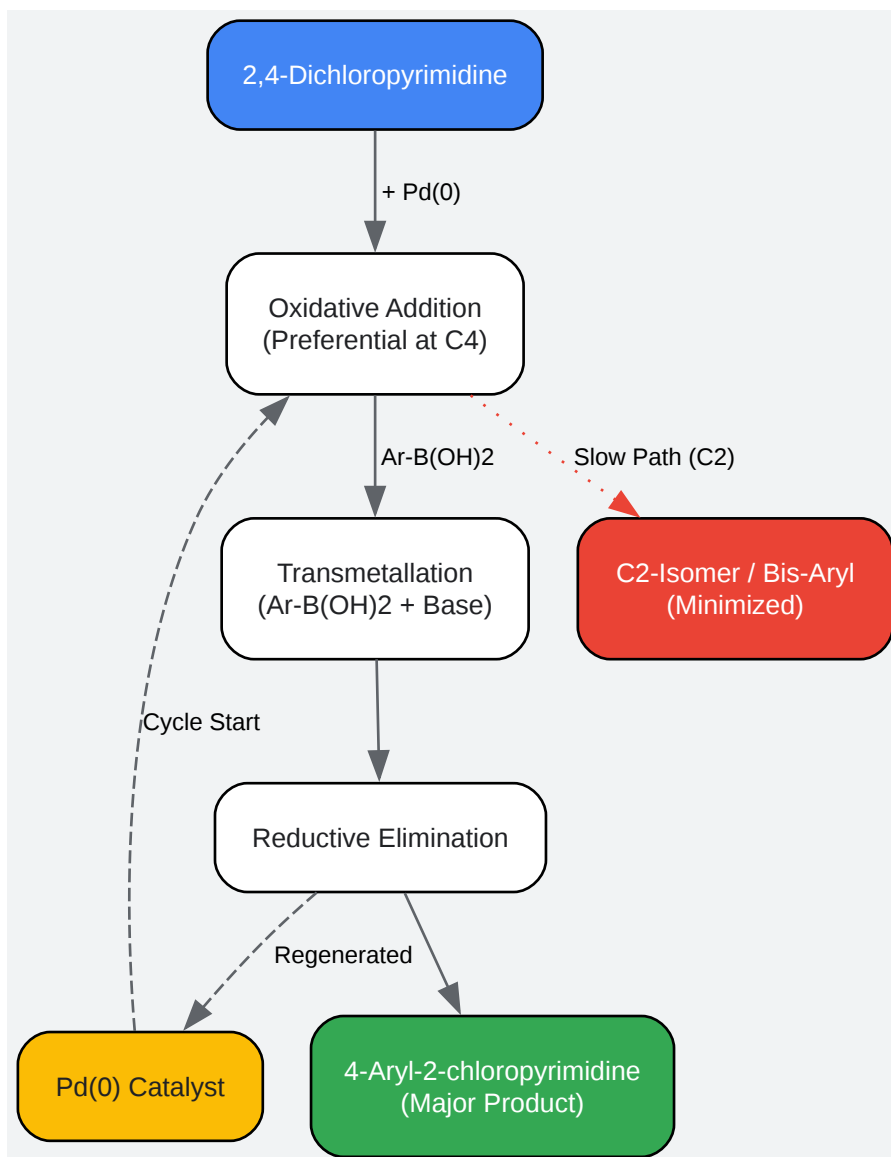 2,4-Dichloropyrimidine
+ Pd(0)
Oxidative Addition
(Preferential at C4)
Ar-B(OH)2
Slow Path (C2)
Transmetallation
(Ar-B(OH)2 + Base)
C2-Isomer / Bis-Aryl
(Minimized)
Cycle Start
Reductive Elimination
Regenerated
Pd(0) Catalyst
4-Aryl-2-chloropyrimidine
(Major Product)